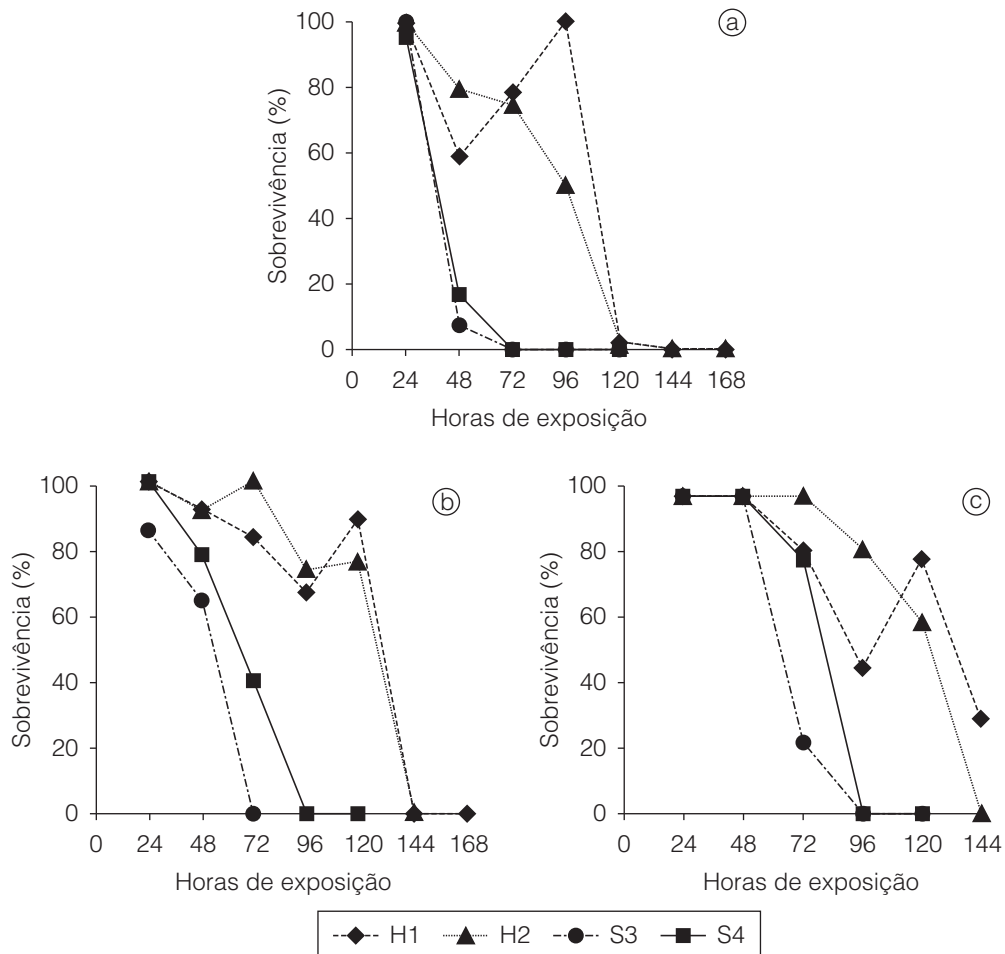 a
Sobrevivência (%)
100
80
60
40
20
0
0 24 48 72 96 120 144 168
Horas de exposição
b
Sobrevivência (%)
100
80
60
40
20
0
0 24 48 72 96 120 144 168
Horas de exposição
c
Sobrevivência (%)
100
80
60
40
20
0
0 24 48 72 96 120 144
Horas de exposição
H1 H2 S3 S4